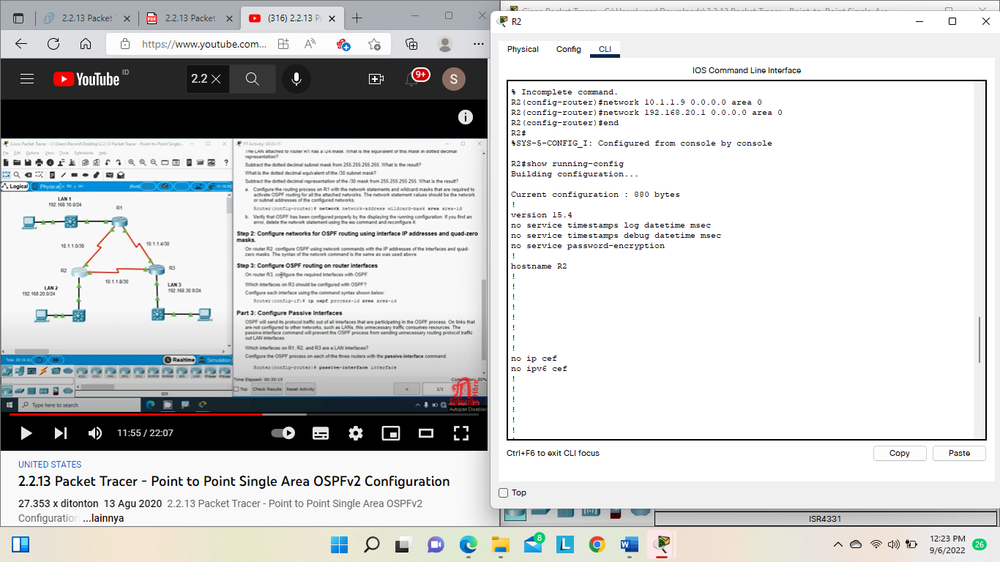 2.2.13 Packet Tracer
2.2.13 Packet
(316) 2.2.13 P
https://www.youtube.com...
YouTube ID
2.2
9+
S
Cisco Packet Tracer - C:\Users\Record\Desktop\2.2.13 Packet Tracer - Point-to-Point Single...
File Edit Options View Tools Extensions Help
Logical
Physical
LAN 1
192.168.10.0/24
R1
10.1.1.0/30
10.1.1.4/30
R2
R3
10.1.1.8/30
LAN 2
192.168.20.0/24
LAN 3
192.168.30.0/24
Realtime
Simulation
829
Type here to search
PT Activity: 00:35:15
The LAN attached to router R1 has a /24 mask. What is the equivalent of this mask in dotted decimal
representation?
Subtract the dotted decimal subnet mask from 255.255.255.255. What is the result?
What is the dotted decimal equivalent of the /30 subnet mask?
Subtract the dotted decimal representation of the /30 mask from 255.255.255.255. What is the result?
a. Configure the routing process on R1 with the network statements and wildcard masks that are required to
activate OSPF routing for all the attached networks. The network statement values should be the network
or subnet addresses of the configured networks.
Router(config-router)# network network-address wildcard-mask area area-id
b. Verify that OSPF has been configured properly by the displaying the running configuration. If you find an
error, delete the network statement using the no command and reconfigure it.
Step 2: Configure networks for OSPF routing using interface IP addresses and quad-zero
masks.
On router R2, configure OSPF using network commands with the IP addresses of the interfaces and quad-
zero masks. The syntax of the network command is the same as was used above.
Step 3: Configure OSPF routing on router interfaces
On router R3, configure the required interfaces with OSPF.
Which interfaces on R3 should be configured with OSPF?
Configure each interface using the command syntax shown below:
Router(config-if)# ip ospf process-id area area-id
Part 3: Configure Passive Interfaces
OSPF will send its protocol traffic out of all interfaces that are participating in the OSPF process. On links that
are not configured to other networks, such as LANs, this unnecessary traffic consumes resources. The
passive-interface command will prevent the OSPF process from sending unnecessary routing protocol traffic
out LAN interfaces.
Which interfaces on R1, R2, and R3 are a LAN interfaces?
Configure the OSPF process on each of the three routers with the passive-interface command.
Router(config-router)# passive-interface interface
Time Elapsed: 00:35:15
Top
Check Results
Reset Activity
<
1/1
Subscribe Here
Autopan Disabled
11:55 / 22:07
UNITED STATES
2.2.13 Packet Tracer - Point to Point Single Area OSPFv2 Configuration
27.353 x ditonton 13 Agu 2020 2.2.13 Packet Tracer - Point to Point Single Area OSPFv2
Configuration ...lainnya
R2
Physical
Config
CLI
IOS Command Line Interface
% Incomplete command.
R2(config-router)#network 10.1.1.9 0.0.0.0 area 0
R2(config-router)#network 192.168.20.1 0.0.0.0 area 0
R2(config-router)#end
R2#
%SYS-5-CONFIG_I: Configured from console by console
R2#show running-config
Building configuration...
Current configuration : 880 bytes
!
version 15.4
no service timestamps log datetime msec
no service timestamps debug datetime msec
no service password-encryption
!
hostname R2
!
!
!
!
!
!
!
!
no ip cef
no ipv6 cef
!
!
!
!
!
!
!
Ctrl+F6 to exit CLI focus
Copy
Paste
Top
ISR4331
8
12:23 PM
9/6/2022
26